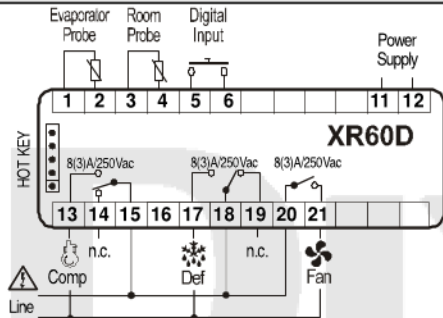 Evaporator Probe
Room Probe
Digital Input
Power Supply
1 2 3 4 5 6 11 12
XR60D
HOT KEY
8(3)A/250Vac 8(3)A/250Vac 8(3)A/250Vac
13 14 15 16 17 18 19 20 21
n.c. n.c.
Comp Def Fan
Line